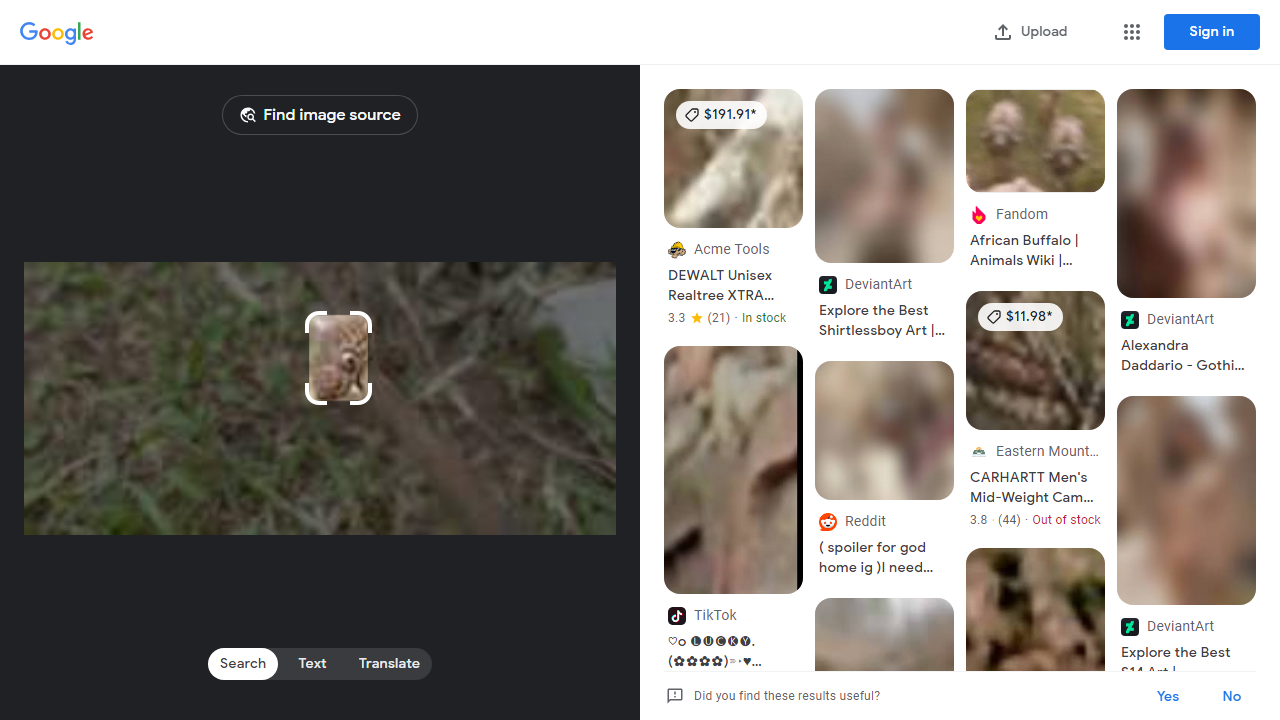 Google
Upload
Sign in
Find image source
Search
Text
Translate
$191.91*
Acme Tools
DEWALT Unisex
Realtree XTRA...
3.3 ★ (21) · In stock
TikTok
♡o 🅛🅤🅒🅚🅨.
(✿✿✿✿)
DeviantArt
Explore the Best
Shirtlessboy Art |...
Reddit
( spoiler for god
home ig )I need...
Fandom
African Buffalo |
Animals Wiki |...
$11.98*
Eastern Mount...
CARHARTT Men's
Mid-Weight Cam...
3.8 (44) · Out of stock
DeviantArt
Alexandra
Daddario - Gothi...
DeviantArt
Explore the Best
S14 Art |
Did you find these results useful?
Yes
No